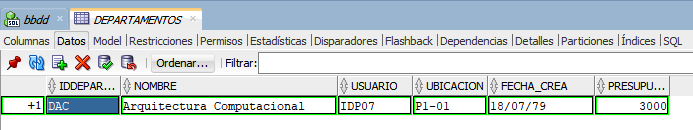 SQL bbdd DEPARTAMENTOS
Columnas Datos Model Restricciones Permisos Estadísticas Disparadores Flashback Dependencias Detalles Particiones Índices SQL
Ordenar... Filtrar:
IDDEPAR... NOMBRE USUARIO UBICACION FECHA_CREA PRESUPU...
+1 DAC Arquitectura Computacional IDP07 P1-01 18/07/79 3000